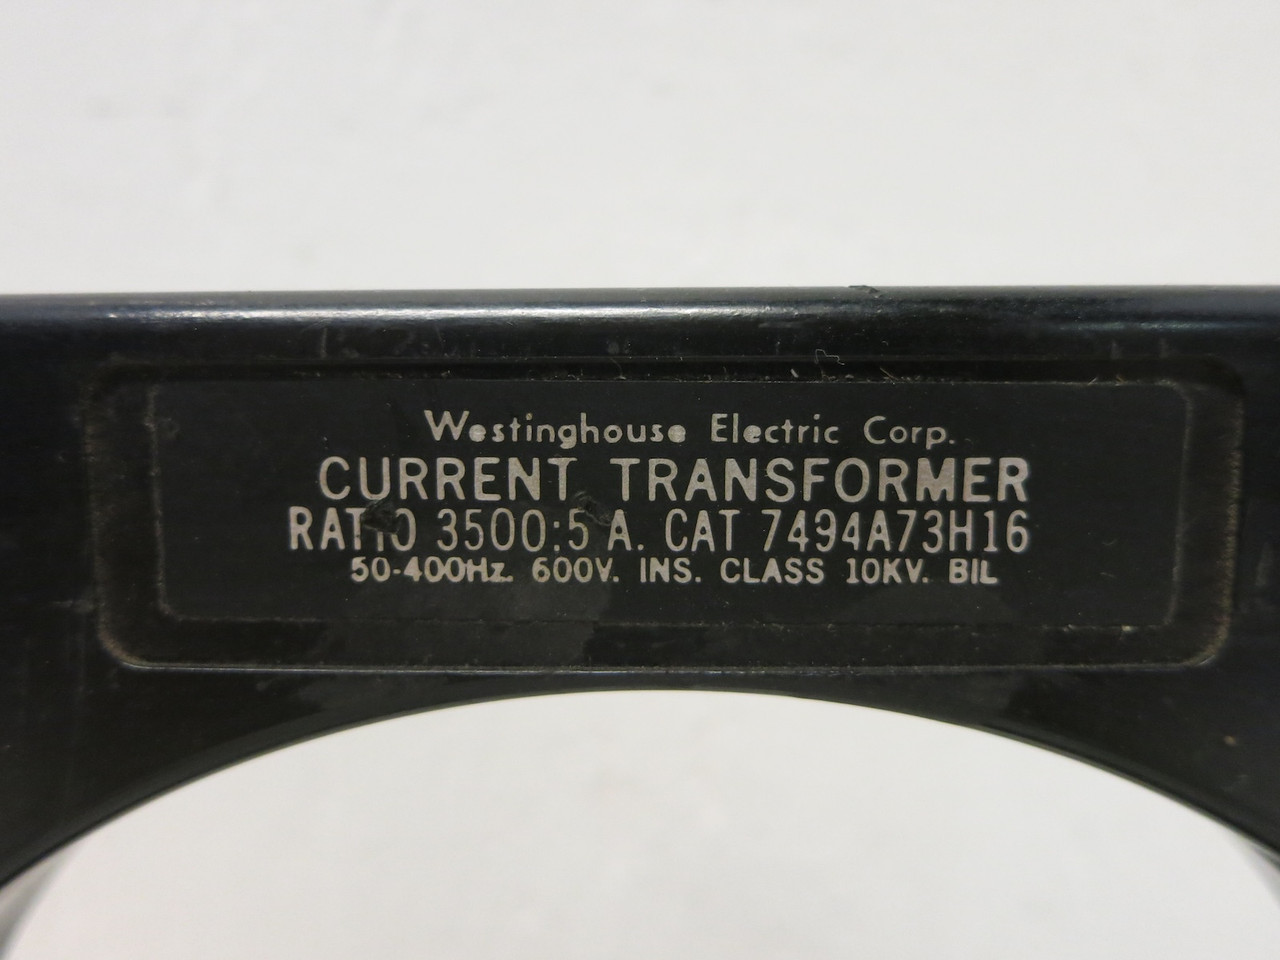 Westinghouse Electric Corp.
CURRENT TRANSFORMER
RATIO 3500:5 A. CAT 7494A73H16
50-400Hz. 600V. INS. CLASS 10KV. BIL